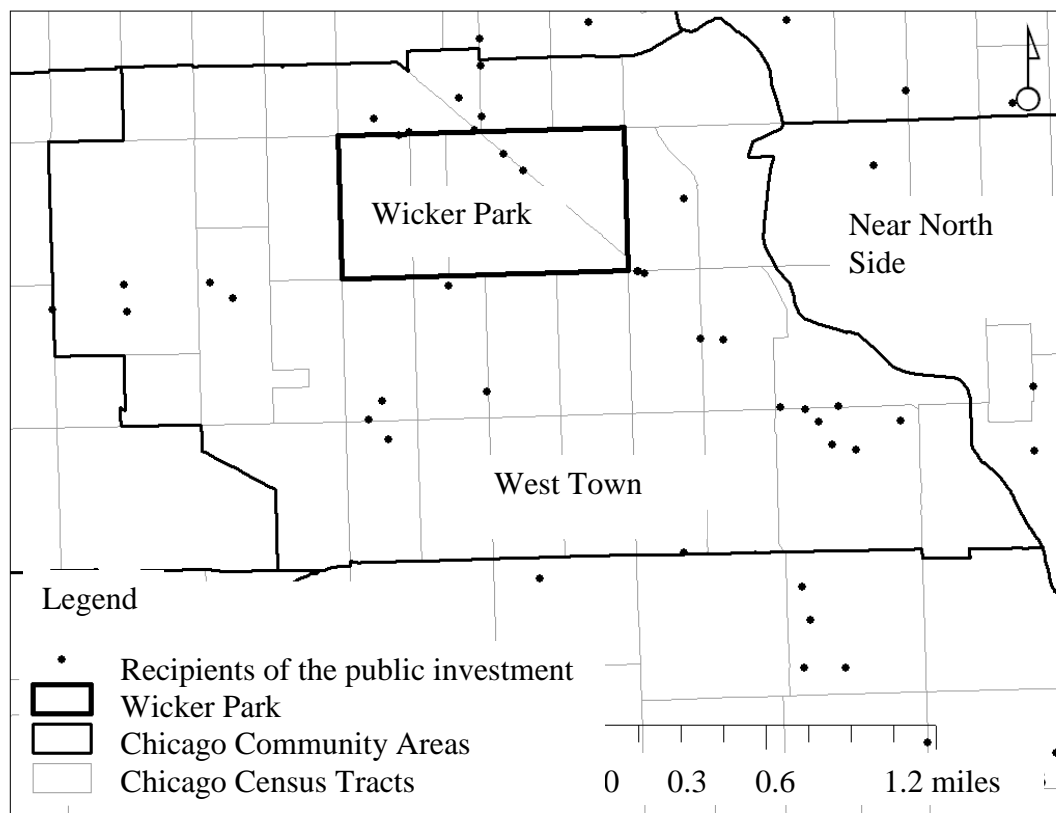 Wicker Park
Near North
Side
West Town
Legend
Recipients of the public investment
Wicker Park
Chicago Community Areas
Chicago Census Tracts
0 0.3 0.6 1.2 miles